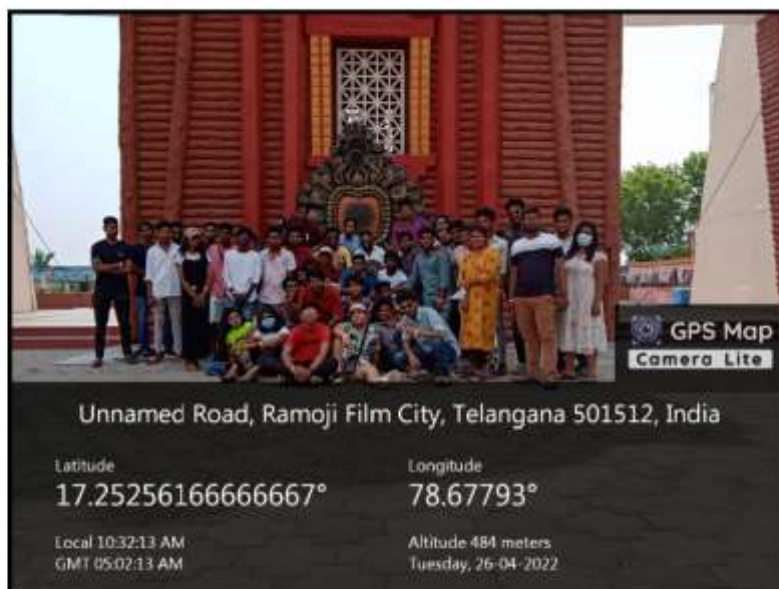 GPS Map
Camera Lite
Unnamed Road, Ramoji Film City, Telangana 501512, India
Latitude
17.25256166666667°
Longitude
78.67793°
Local 10:32:13 AM
GMT 05:02:13 AM
Altitude 484 meters
Tuesday, 26-04-2022